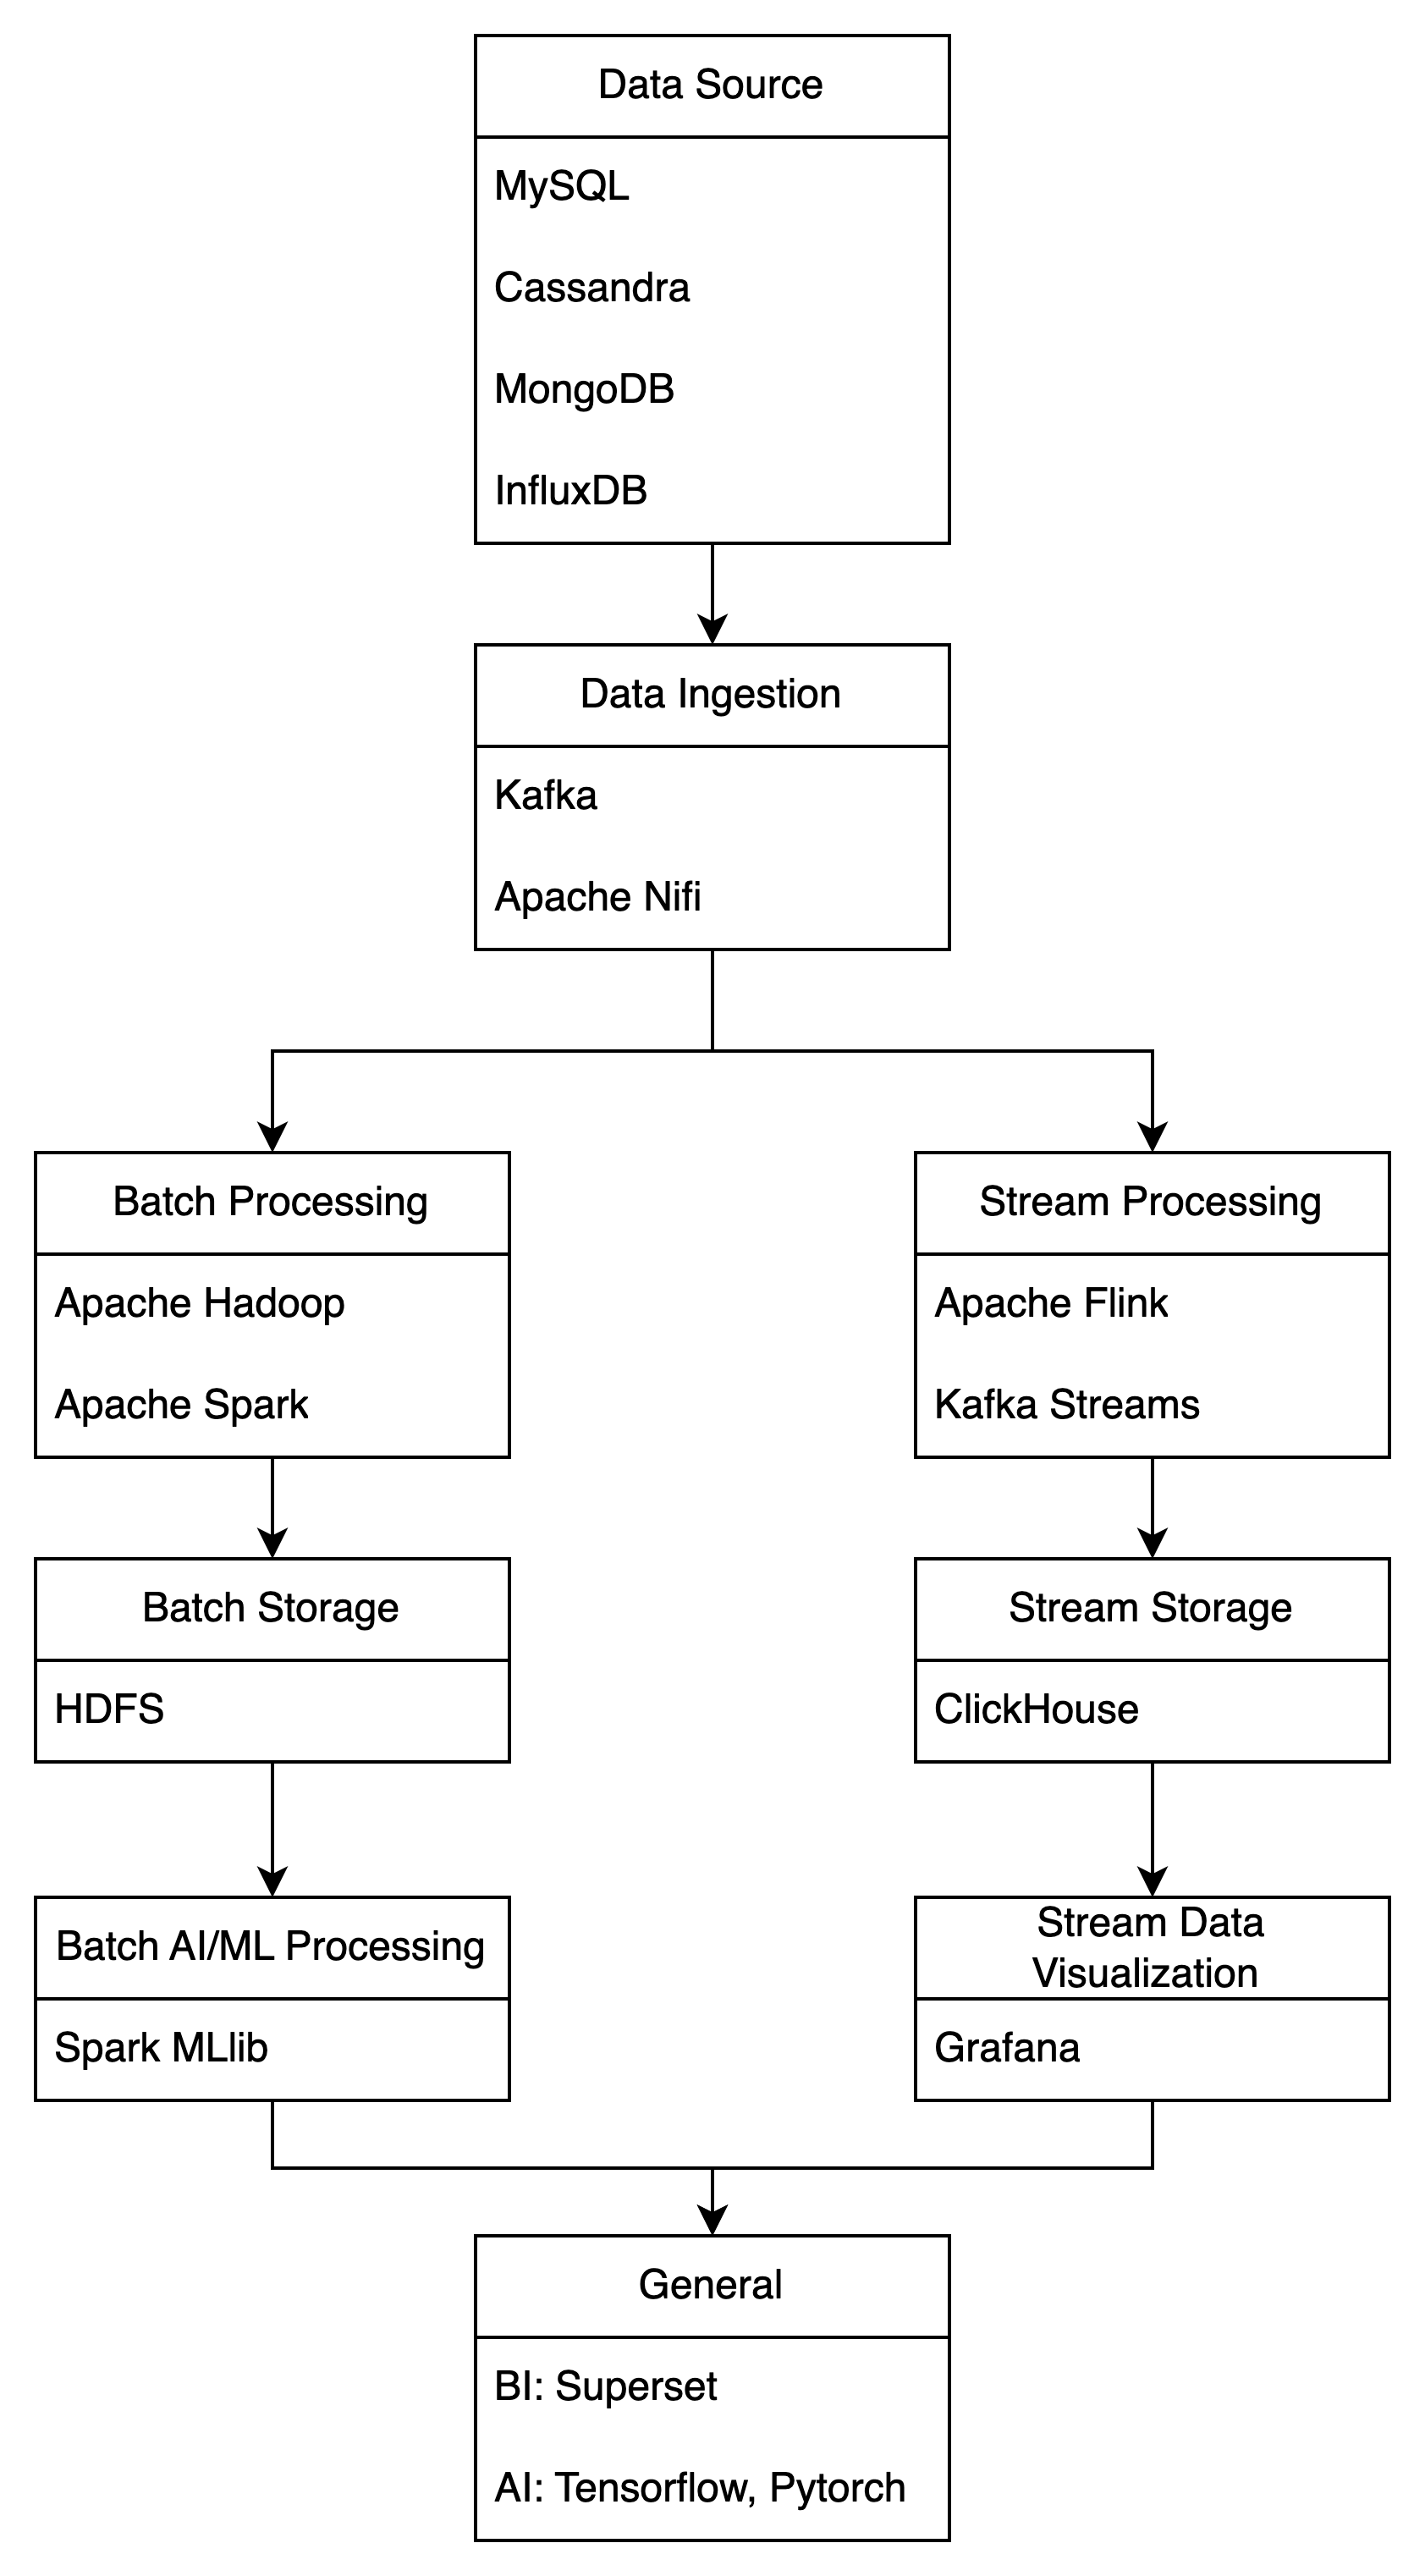 Data Source
MySQL
Cassandra
MongoDB
InfluxDB
Data Ingestion
Kafka
Apache Nifi
Batch Processing
Apache Hadoop
Apache Spark
Stream Processing
Apache Flink
Kafka Streams
Batch Storage
HDFS
Stream Storage
ClickHouse
Batch AI/ML Processing
Spark MLlib
Stream Data
Visualization
Grafana
General
BI: Superset
AI: Tensorflow, Pytorch